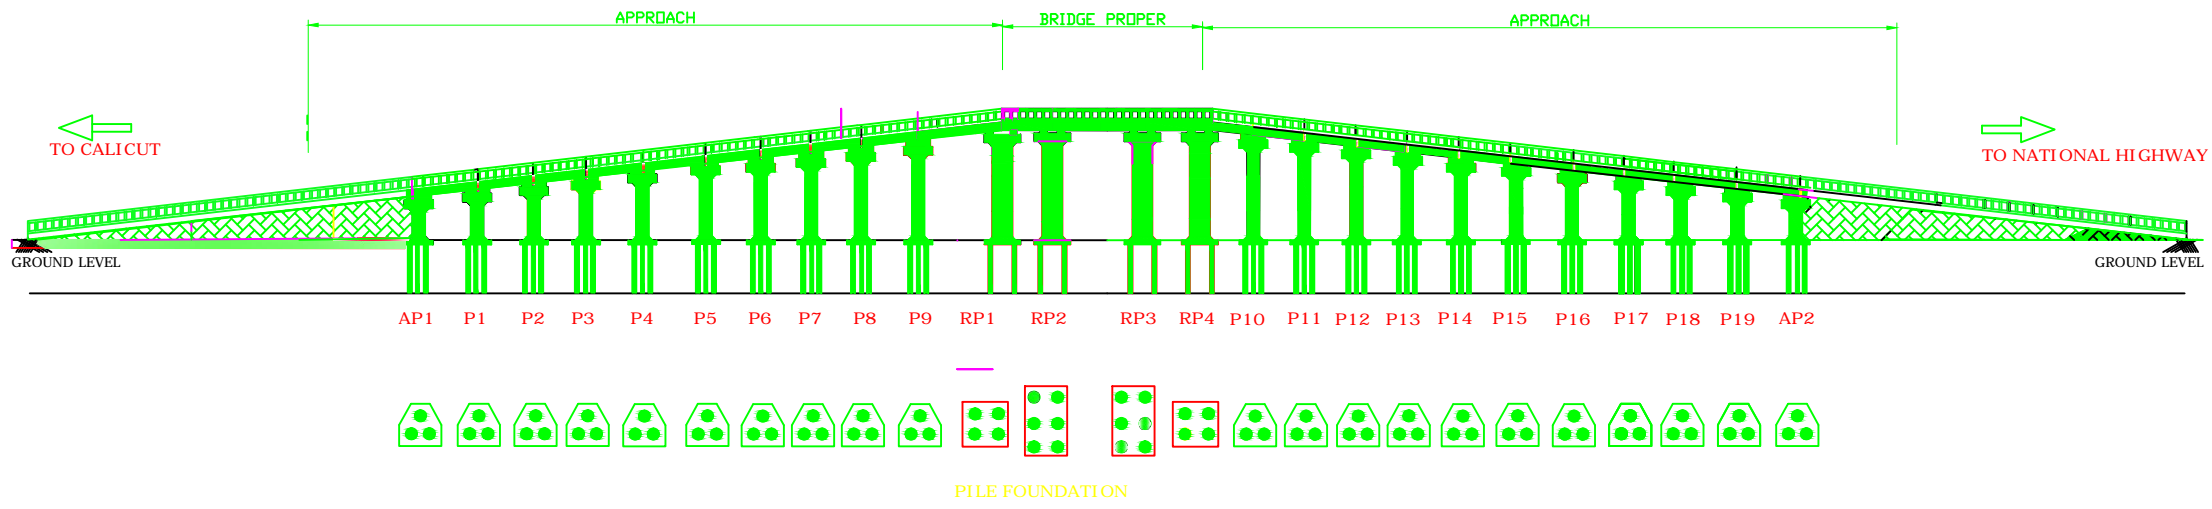 APPROACH BRIDGE PROPER APPROACH
TO CALICUT
TO NATIONAL HIGHWAY
GROUND LEVEL GROUND LEVEL
AP1 P1 P2 P3 P4 P5 P6 P7 P8 P9 RP1 RP2 RP3 RP4 P10 P11 P12 P13 P14 P15 P16 P17 P18 P19 AP2
PILE FOUNDATION